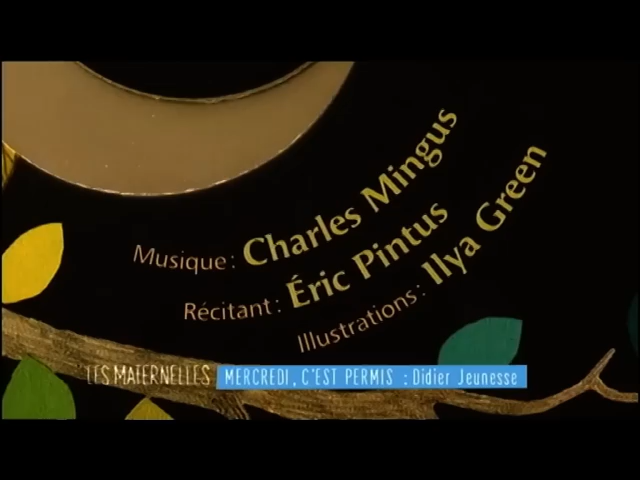 Musique : Charles Mingus
Récitant : Éric Pintus
Illustrations : Ilya Green
LES MATERNELLES MERCREDI, C'EST PERMIS : Didier Jeunesse